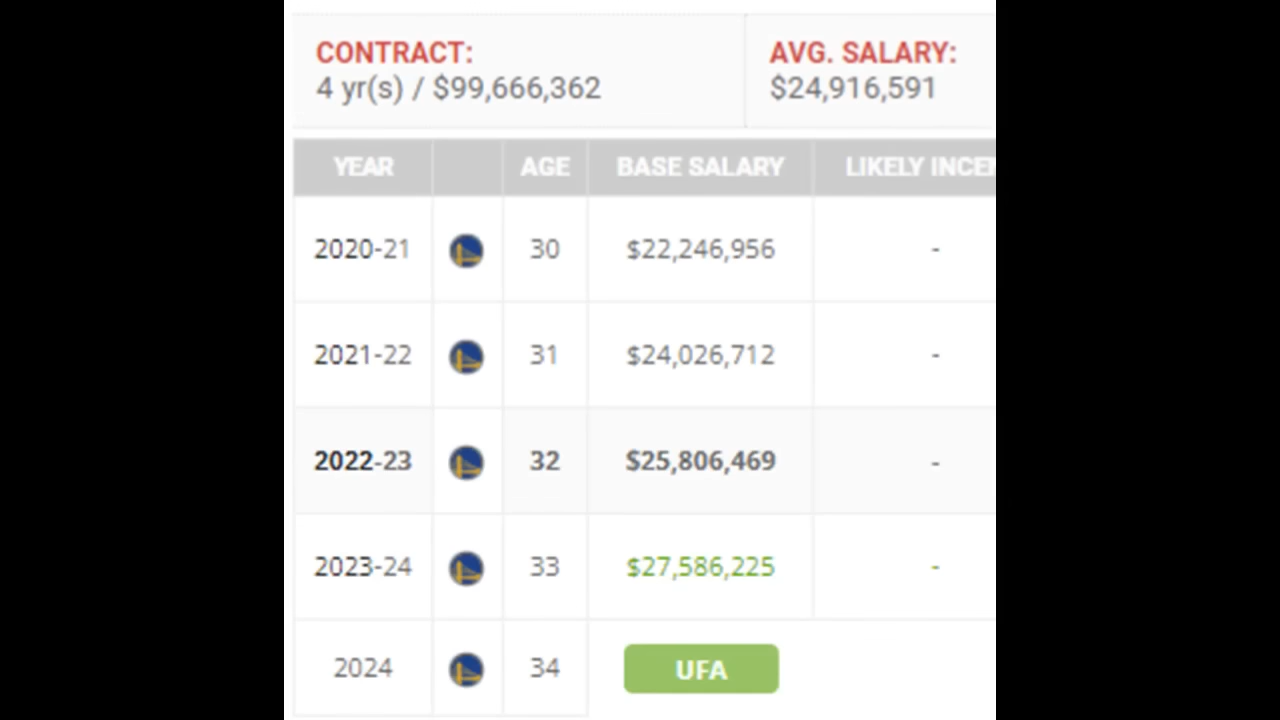 CONTRACT:
4 yr(s) / $99,666,362
AVG. SALARY:
$24,916,591
YEAR AGE BASE SALARY LIKELY INCEN
2020-21 30 $22,246,956 -
2021-22 31 $24,026,712 -
2022-23 32 $25,806,469 -
2023-24 33 $27,586,225 -
2024 34 UFA